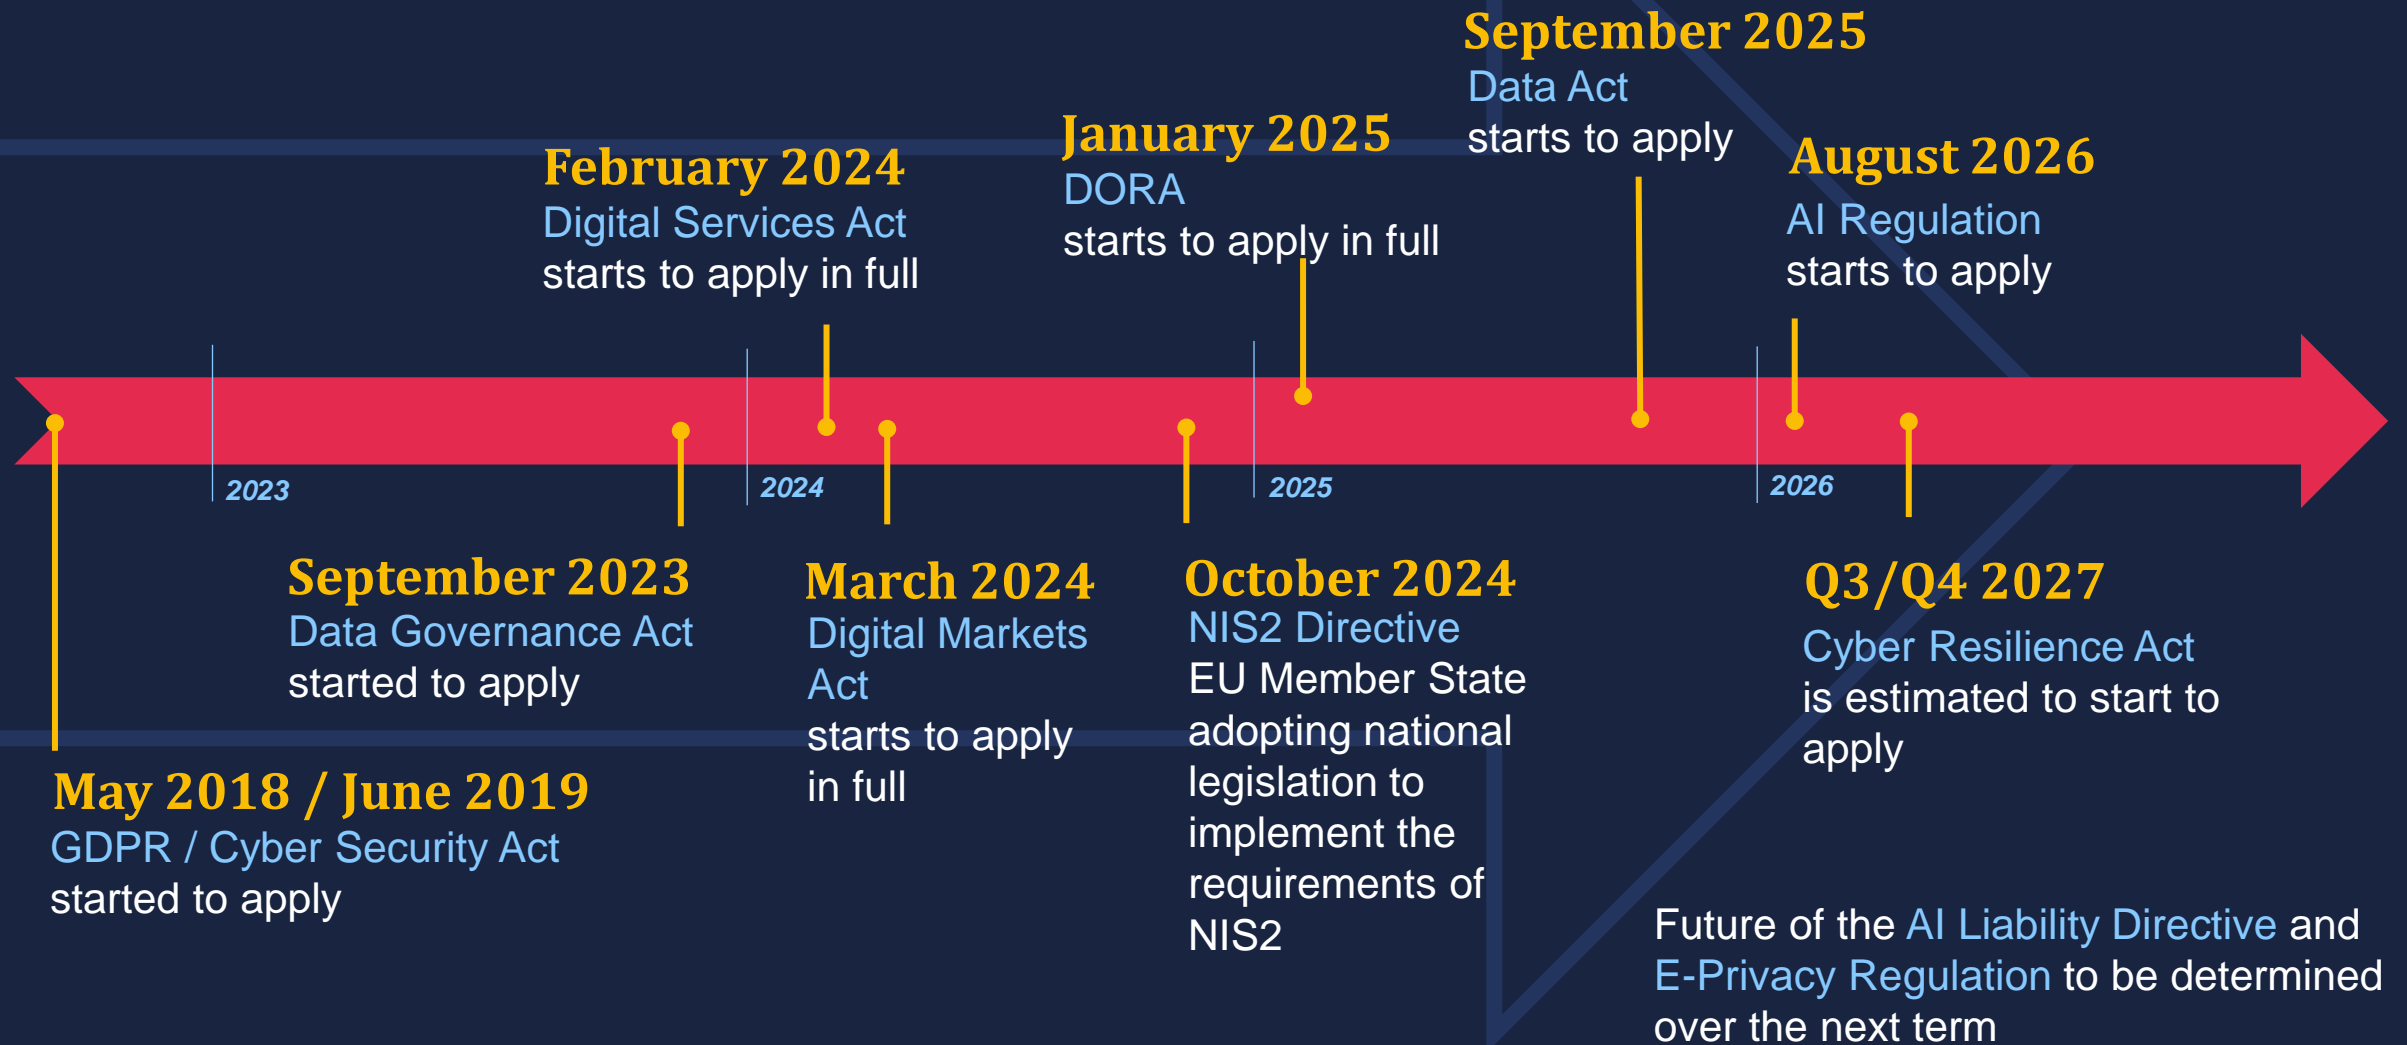 September 2025
Data Act
starts to apply
January 2025
DORA
starts to apply in full
August 2026
AI Regulation
starts to apply
February 2024
Digital Services Act
starts to apply in full
2023
2024
2025
2026
September 2023
Data Governance Act
started to apply
March 2024
Digital Markets
Act
starts to apply
in full
October 2024
NIS2 Directive
EU Member State
adopting national
legislation to
implement the
requirements of
NIS2
Q3/Q4 2027
Cyber Resilience Act
is estimated to start to
apply
May 2018 / June 2019
GDPR / Cyber Security Act
started to apply
Future of the AI Liability Directive and
E-Privacy Regulation to be determined
over the next term